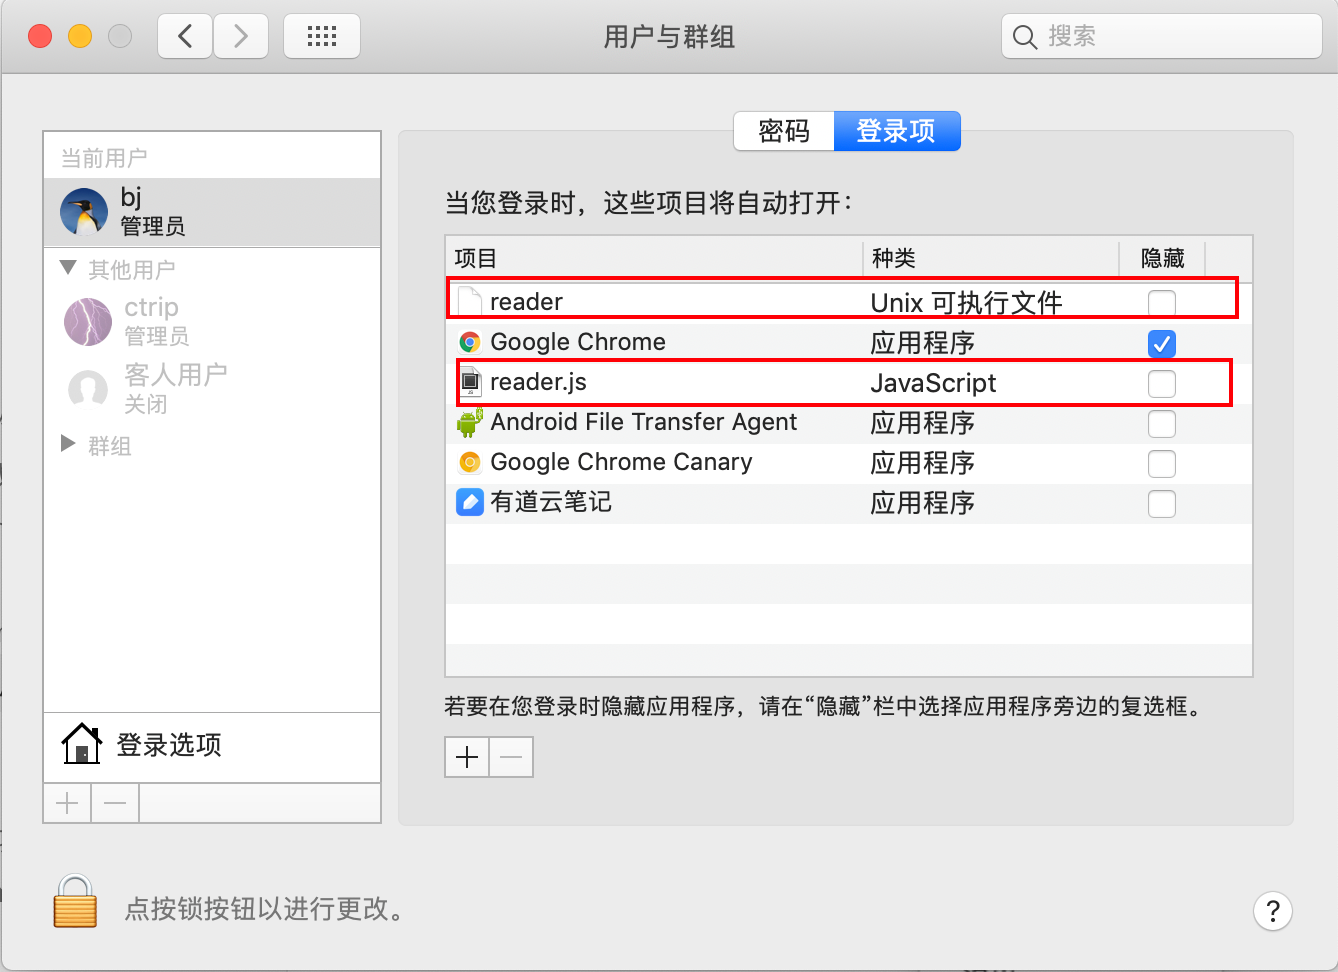 用户与群组
搜索
密码
登录项
当前用户
bj
管理员
其他用户
ctrip
管理员
客人用户
关闭
群组
登录选项
当您登录时，这些项目将自动打开：
项目 种类 隐藏
reader Unix 可执行文件
Google Chrome 应用程序
reader.js JavaScript
Android File Transfer Agent 应用程序
Google Chrome Canary 应用程序
有道云笔记 应用程序
若要在您登录时隐藏应用程序，请在“隐藏”栏中选择应用程序旁边的复选框。
点按锁按钮以进行更改。
?